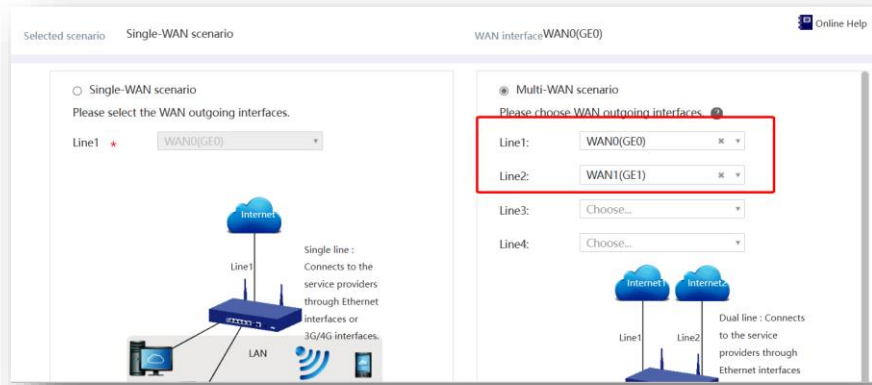 Online Help
Selected scenario Single-WAN scenario WAN interface WAN0(GE0)
Single-WAN scenario
Please select the WAN outgoing interfaces.
Line1 * WAN0(GE0)
Internet
Line1
Single line :
Connects to the
service providers
through Ethernet
interfaces or
3G/4G interfaces.
LAN
Multi-WAN scenario
Please choose WAN outgoing interfaces. ?
Line1: WAN0(GE0)
Line2: WAN1(GE1)
Line3: Choose...
Line4: Choose...
Internet1 Internet2
Line1 Line2
Dual line : Connects
to the service
providers through
Ethernet interfaces